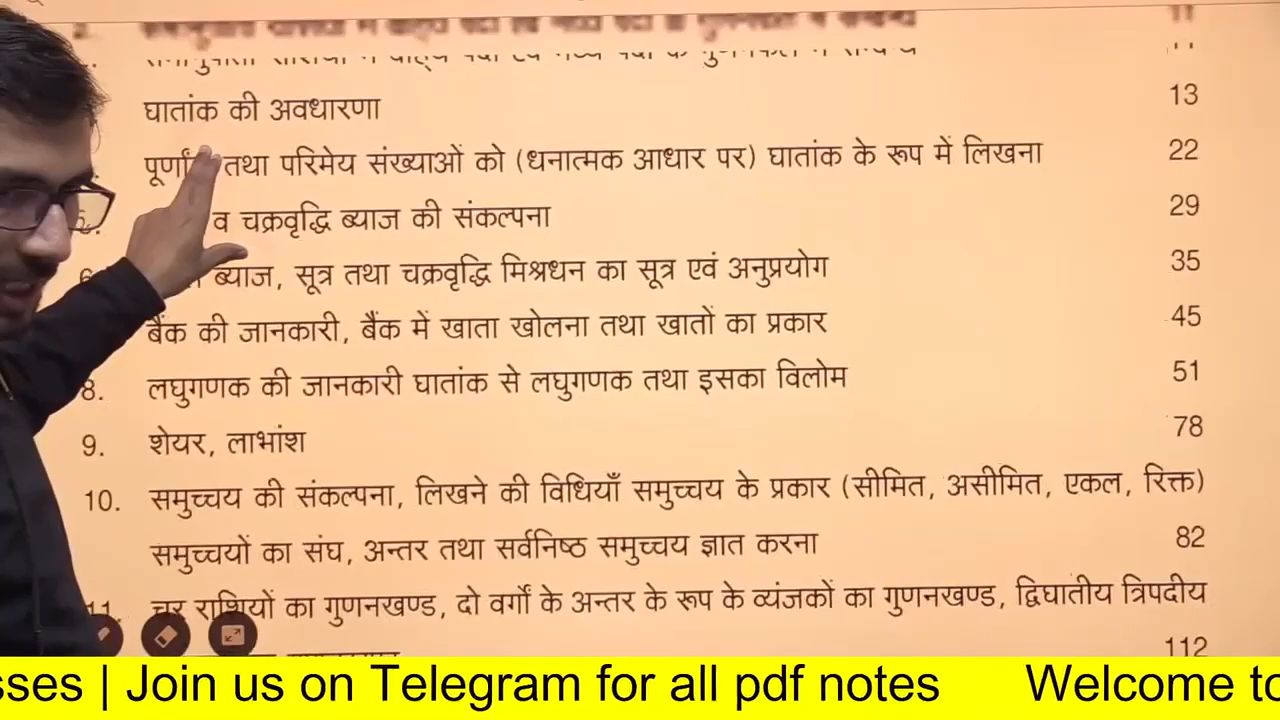 11
घातांक की अवधारणा 13
तथा परिमेय संख्याओं को (धनात्मक आधार पर) घातांक के रूप में लिखना 22
व चक्रवृद्धि ब्याज की संकल्पना 29
ब्याज, सूत्र तथा चक्रवृद्धि मिश्रधन का सूत्र एवं अनुप्रयोग 35
बैंक की जानकारी, बैंक में खाता खोलना तथा खातों का प्रकार 45
8. लघुगणक की जानकारी घातांक से लघुगणक तथा इसका विलोम 51
9. शेयर, लाभांश 78
10. समुच्चय की संकल्पना, लिखने की विधियाँ समुच्चय के प्रकार (सीमित, असीमित, एकल, रिक्त)
समुच्चयों का संघ, अन्तर तथा सर्वनिष्ठ समुच्चय ज्ञात करना 82
11. चर राशियों का गुणनखण्ड, दो वर्गों के अन्तर के रूप के व्यंजकों का गुणनखण्ड, द्विघातीय त्रिपदीय
112
sses | Join us on Telegram for all pdf notes Welcome to